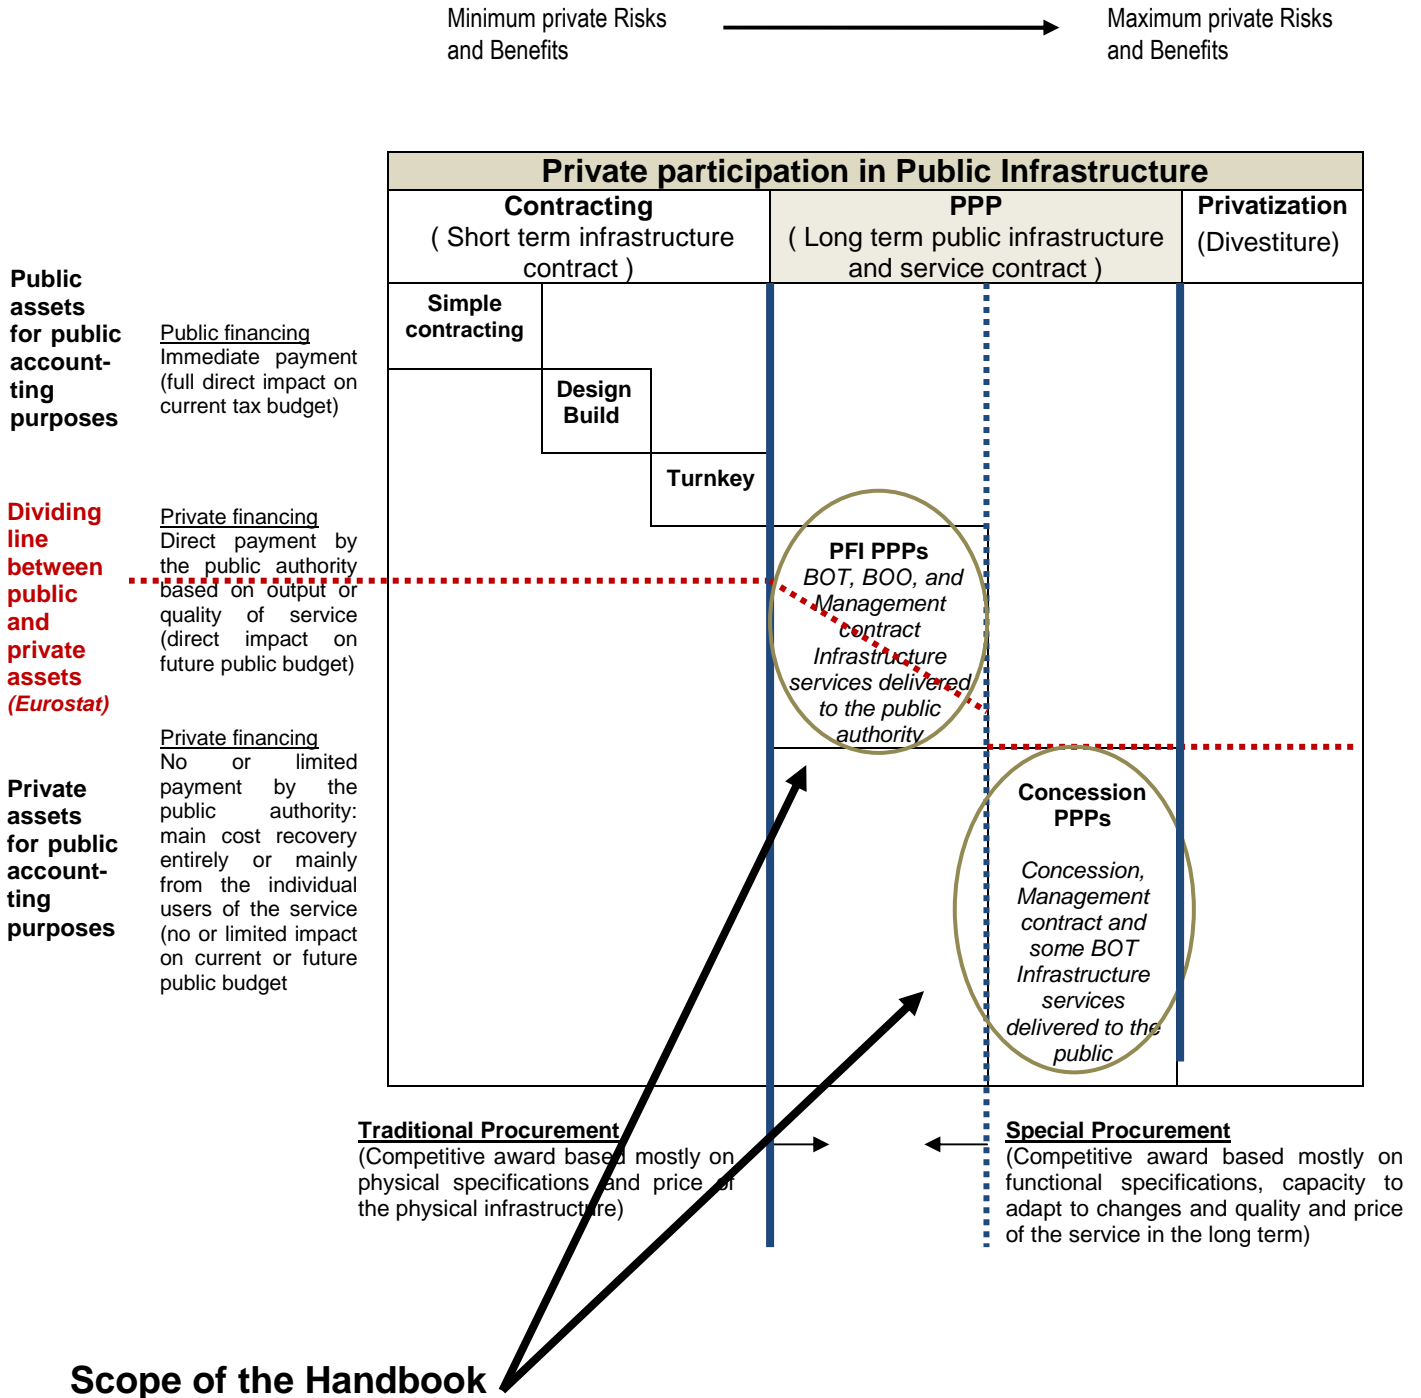 Minimum private Risks
and Benefits
Maximum private Risks
and Benefits
Private participation in Public Infrastructure
Contracting
( Short term infrastructure
contract )
PPP
( Long term public infrastructure
and service contract )
Privatization
(Divestiture)
Public
assets
for public
account-
ting
purposes
Public financing
Immediate payment
(full direct impact on
current tax budget)
Simple
contracting
Design
Build
Turnkey
Dividing
line
between
public
and
private
assets
(Eurostat)
Private financing
Direct payment by
the public authority
based on output or
quality of service
(direct impact on
future public budget)
PFI PPPs
BOT, BOO, and
Management
contract
Infrastructure
services delivered
to the public
authority
Private
assets
for public
account-
ting
purposes
Private financing
No or limited
payment by the
public authority:
main cost recovery
entirely or mainly
from the individual
users of the service
(no or limited impact
on current or future
public budget
Concession
PPPs
Concession,
Management
contract and
some BOT
Infrastructure
services
delivered to the
public
Traditional Procurement
(Competitive award based mostly on
physical specifications and price of
the physical infrastructure)
Special Procurement
(Competitive award based mostly on
functional specifications, capacity to
adapt to changes and quality and price
of the service in the long term)
Scope of the Handbook